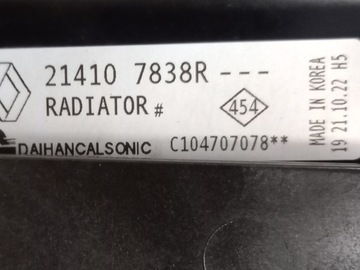 21410 7838R ---
RADIATOR #
454
DAIHANCALSONIC
C104707078**
MADE IN KOREA
19 21.10.22 H5